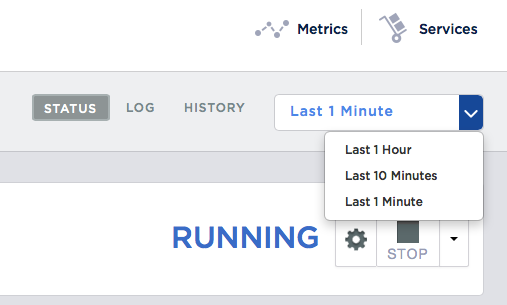 Metrics
Services
STATUS
LOG
HISTORY
Last 1 Minute
Last 1 Hour
Last 10 Minutes
Last 1 Minute
RUNNING
STOP